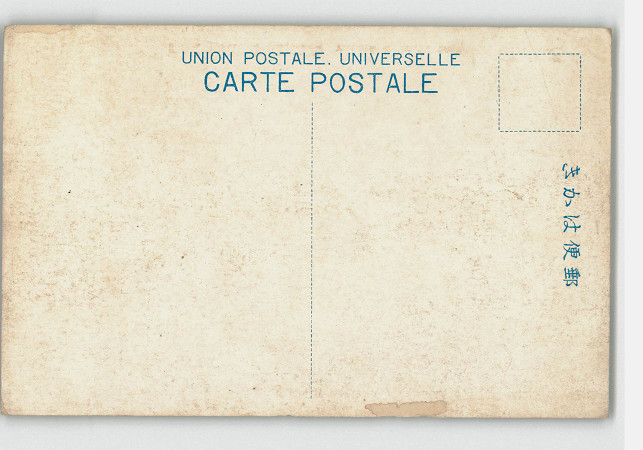 UNION POSTALE. UNIVERSELLE
CARTE POSTALE
郵便はかき